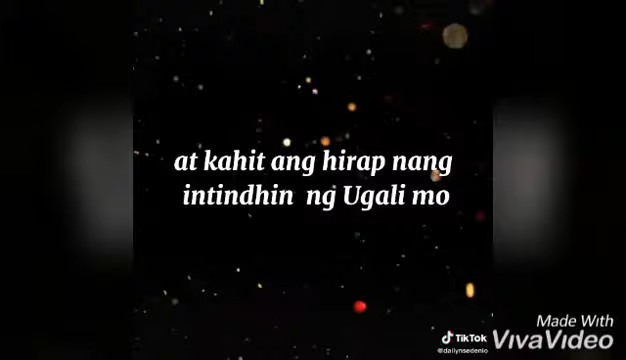 at kahit ang hirap nang
intindhin ng Ugali mo
Made With
TikTok
VivaVideo
@dailynsedenio